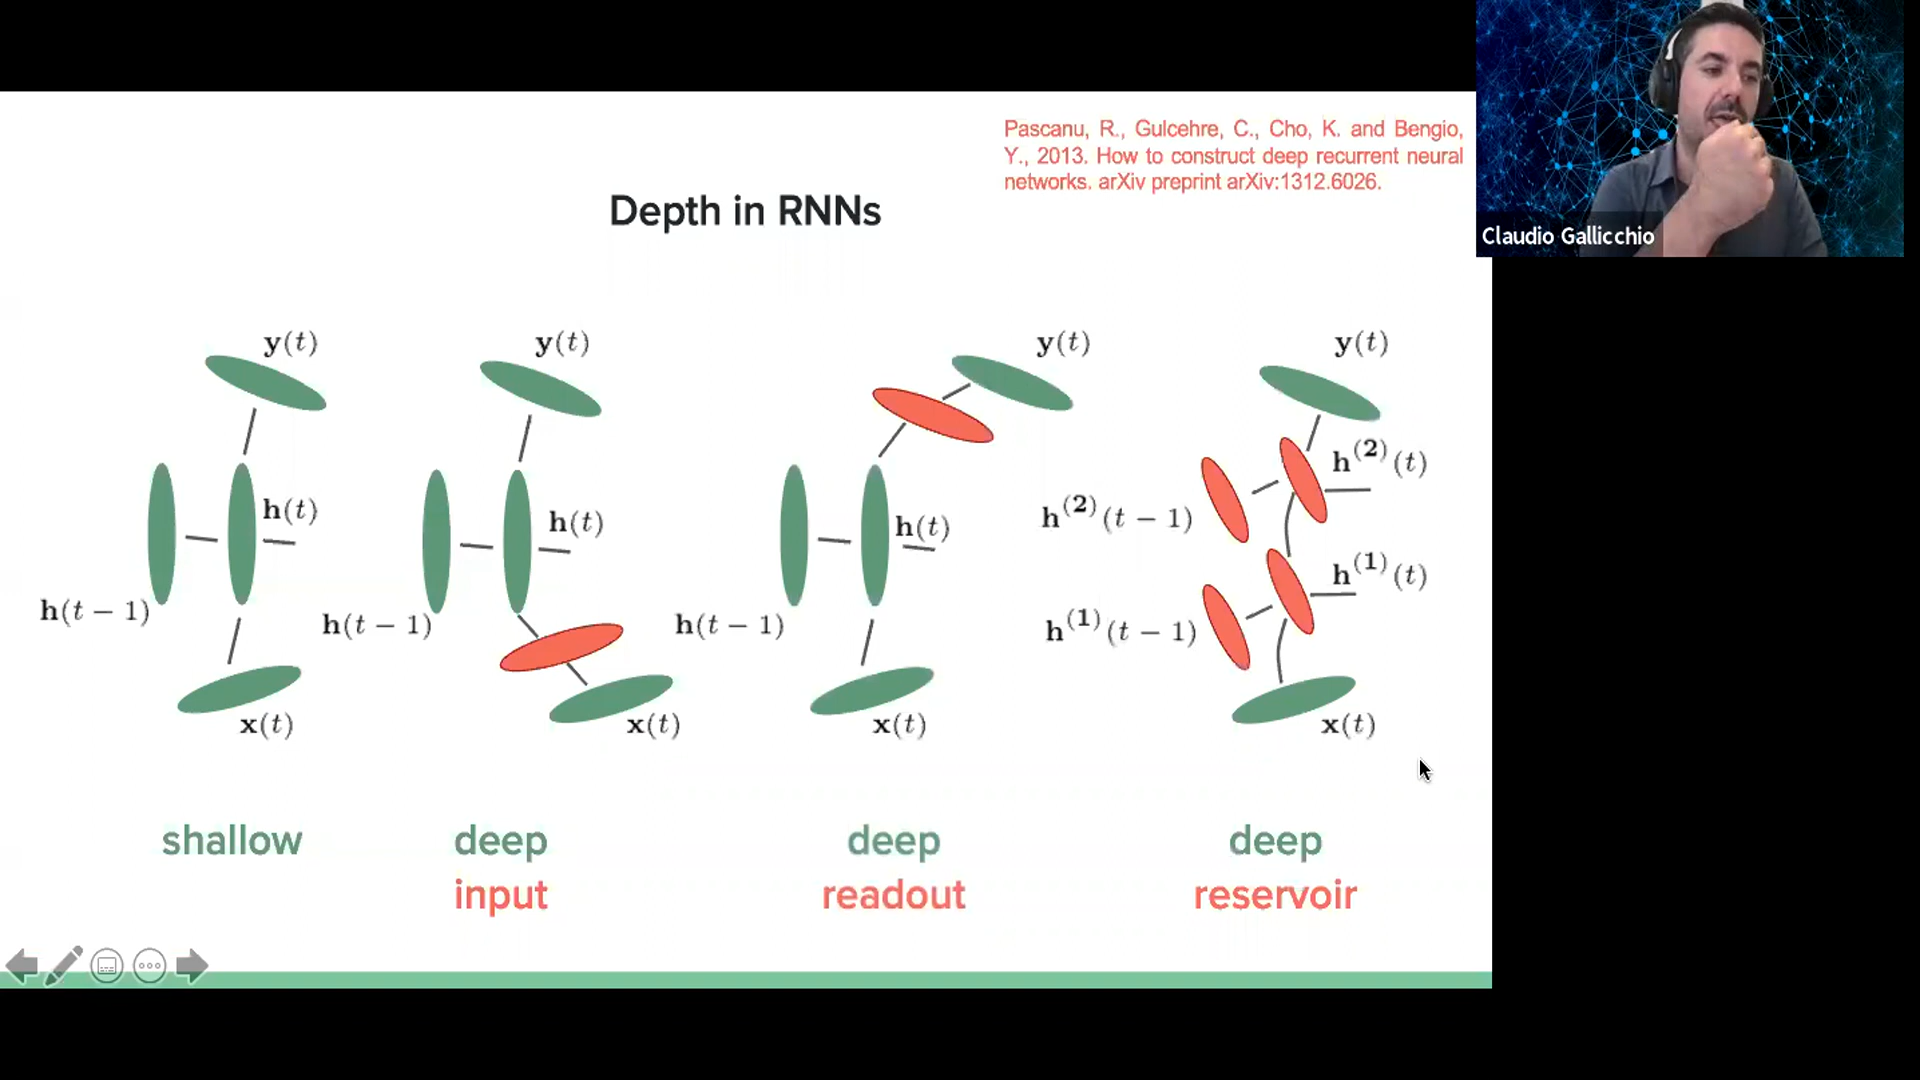 Pascanu, R., Gulcehre, C., Cho, K. and Bengio,
Y., 2013. How to construct deep recurrent neural
networks. arXiv preprint arXiv:1312.6026.
Claudio Gallicchio
Depth in RNNs
y(t)
h(t)
h(t − 1)
x(t)
shallow
y(t)
h(t)
h(t − 1)
x(t)
deep
input
y(t)
h(t)
h(t − 1)
x(t)
deep
readout
y(t)
h⁽²⁾(t)
h⁽²⁾(t − 1)
h⁽¹⁾(t)
h⁽¹⁾(t − 1)
x(t)
deep
reservoir